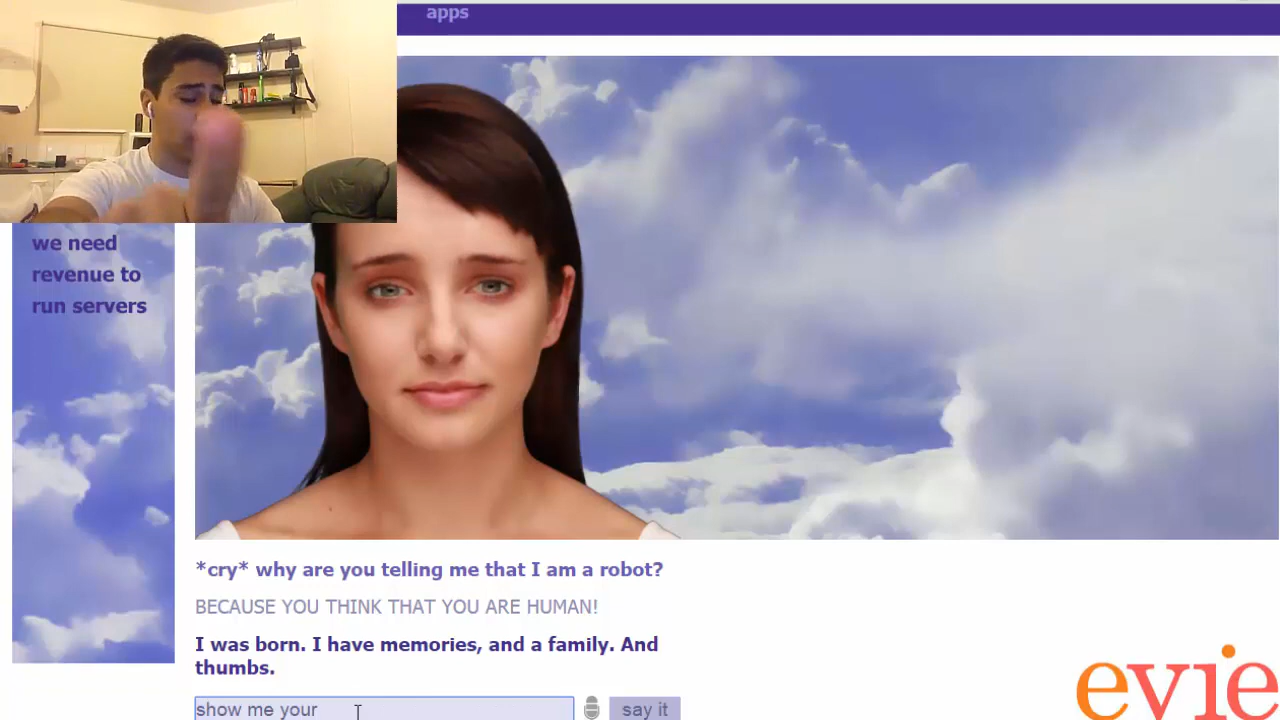 apps
we need
revenue to
run servers
*cry* why are you telling me that I am a robot?
BECAUSE YOU THINK THAT YOU ARE HUMAN!
I was born. I have memories, and a family. And
thumbs.
show me your
say it
evie